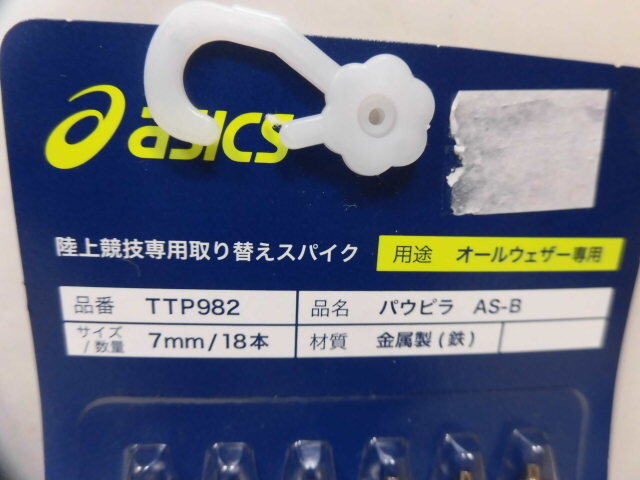 asics
陸上競技専用取り替えスパイク
用途 オールウェザー専用
品番 TTP982 品名 パウピラ AS-B
サイズ/数量 7mm/18本 材質 金属製(鉄)